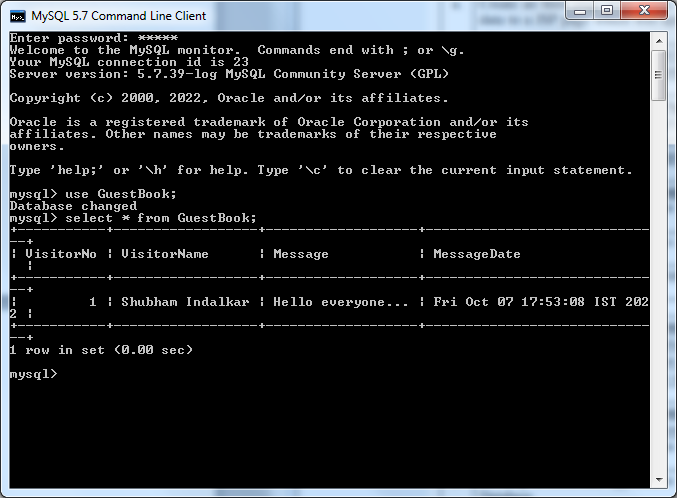 MySQL 5.7 Command Line Client
Enter password: *****
Welcome to the MySQL monitor.  Commands end with ; or \g.
Your MySQL connection id is 23
Server version: 5.7.39-log MySQL Community Server (GPL)
Copyright (c) 2000, 2022, Oracle and/or its affiliates.
Oracle is a registered trademark of Oracle Corporation and/or its
affiliates. Other names may be trademarks of their respective
owners.
Type 'help;' or '\h' for help. Type '\c' to clear the current input statement.
mysql> use GuestBook;
Database changed
mysql> select * from GuestBook;
+-----------+------------------+-------------------+---------------------------
--+
| VisitorNo | VisitorName      | Message           | MessageDate
  |
+-----------+------------------+-------------------+---------------------------
--+
|         1 | Shubham Indalkar | Hello everyone... | Fri Oct 07 17:53:08 IST 202
2 |
+-----------+------------------+-------------------+---------------------------
--+
1 row in set (0.00 sec)
mysql>